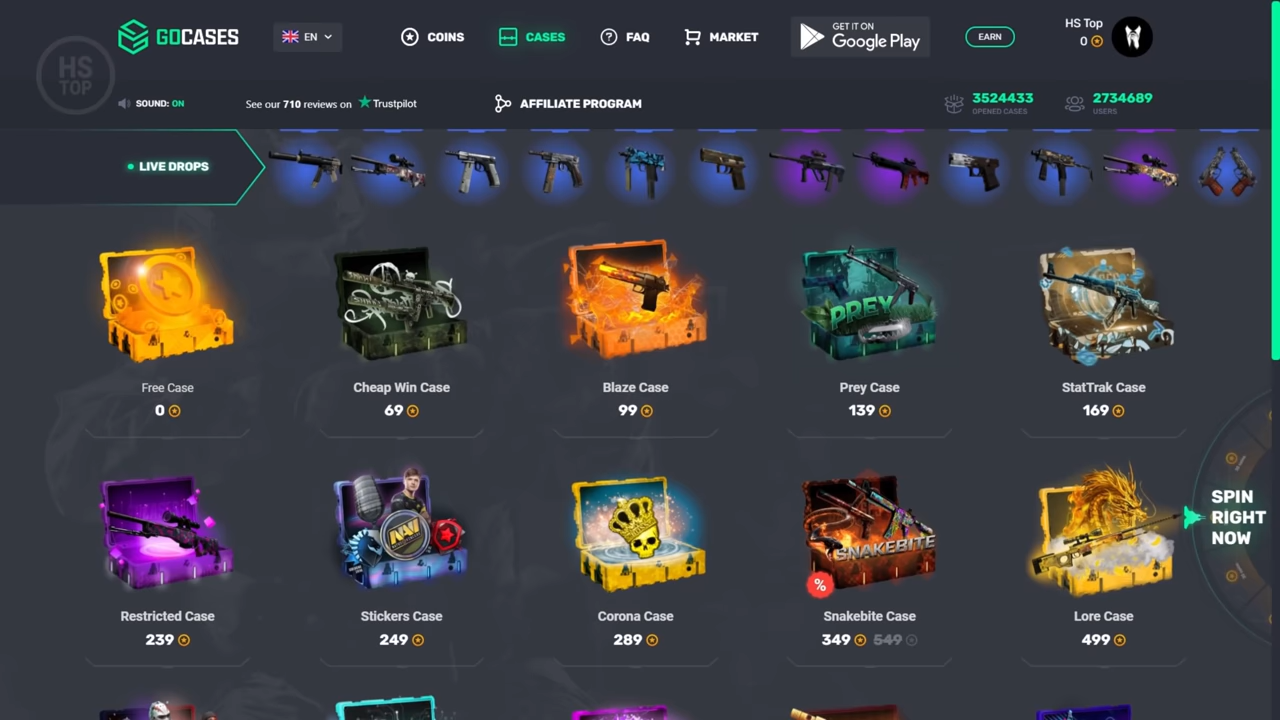 GOCASES
EN
COINS
CASES
FAQ
MARKET
GET IT ON
Google Play
EARN
HS Top
0
HS
TOP
SOUND: ON
See our 710 reviews on Trustpilot
AFFILIATE PROGRAM
3524433
OPENED CASES
2734689
USERS
LIVE DROPS
PREY
Free Case
0
Cheap Win Case
69
Blaze Case
99
Prey Case
139
StatTrak Case
169
NAVI
SNAKEBITE
%
SPIN
RIGHT
NOW
Restricted Case
239
Stickers Case
249
Corona Case
289
Snakebite Case
349 549
Lore Case
499